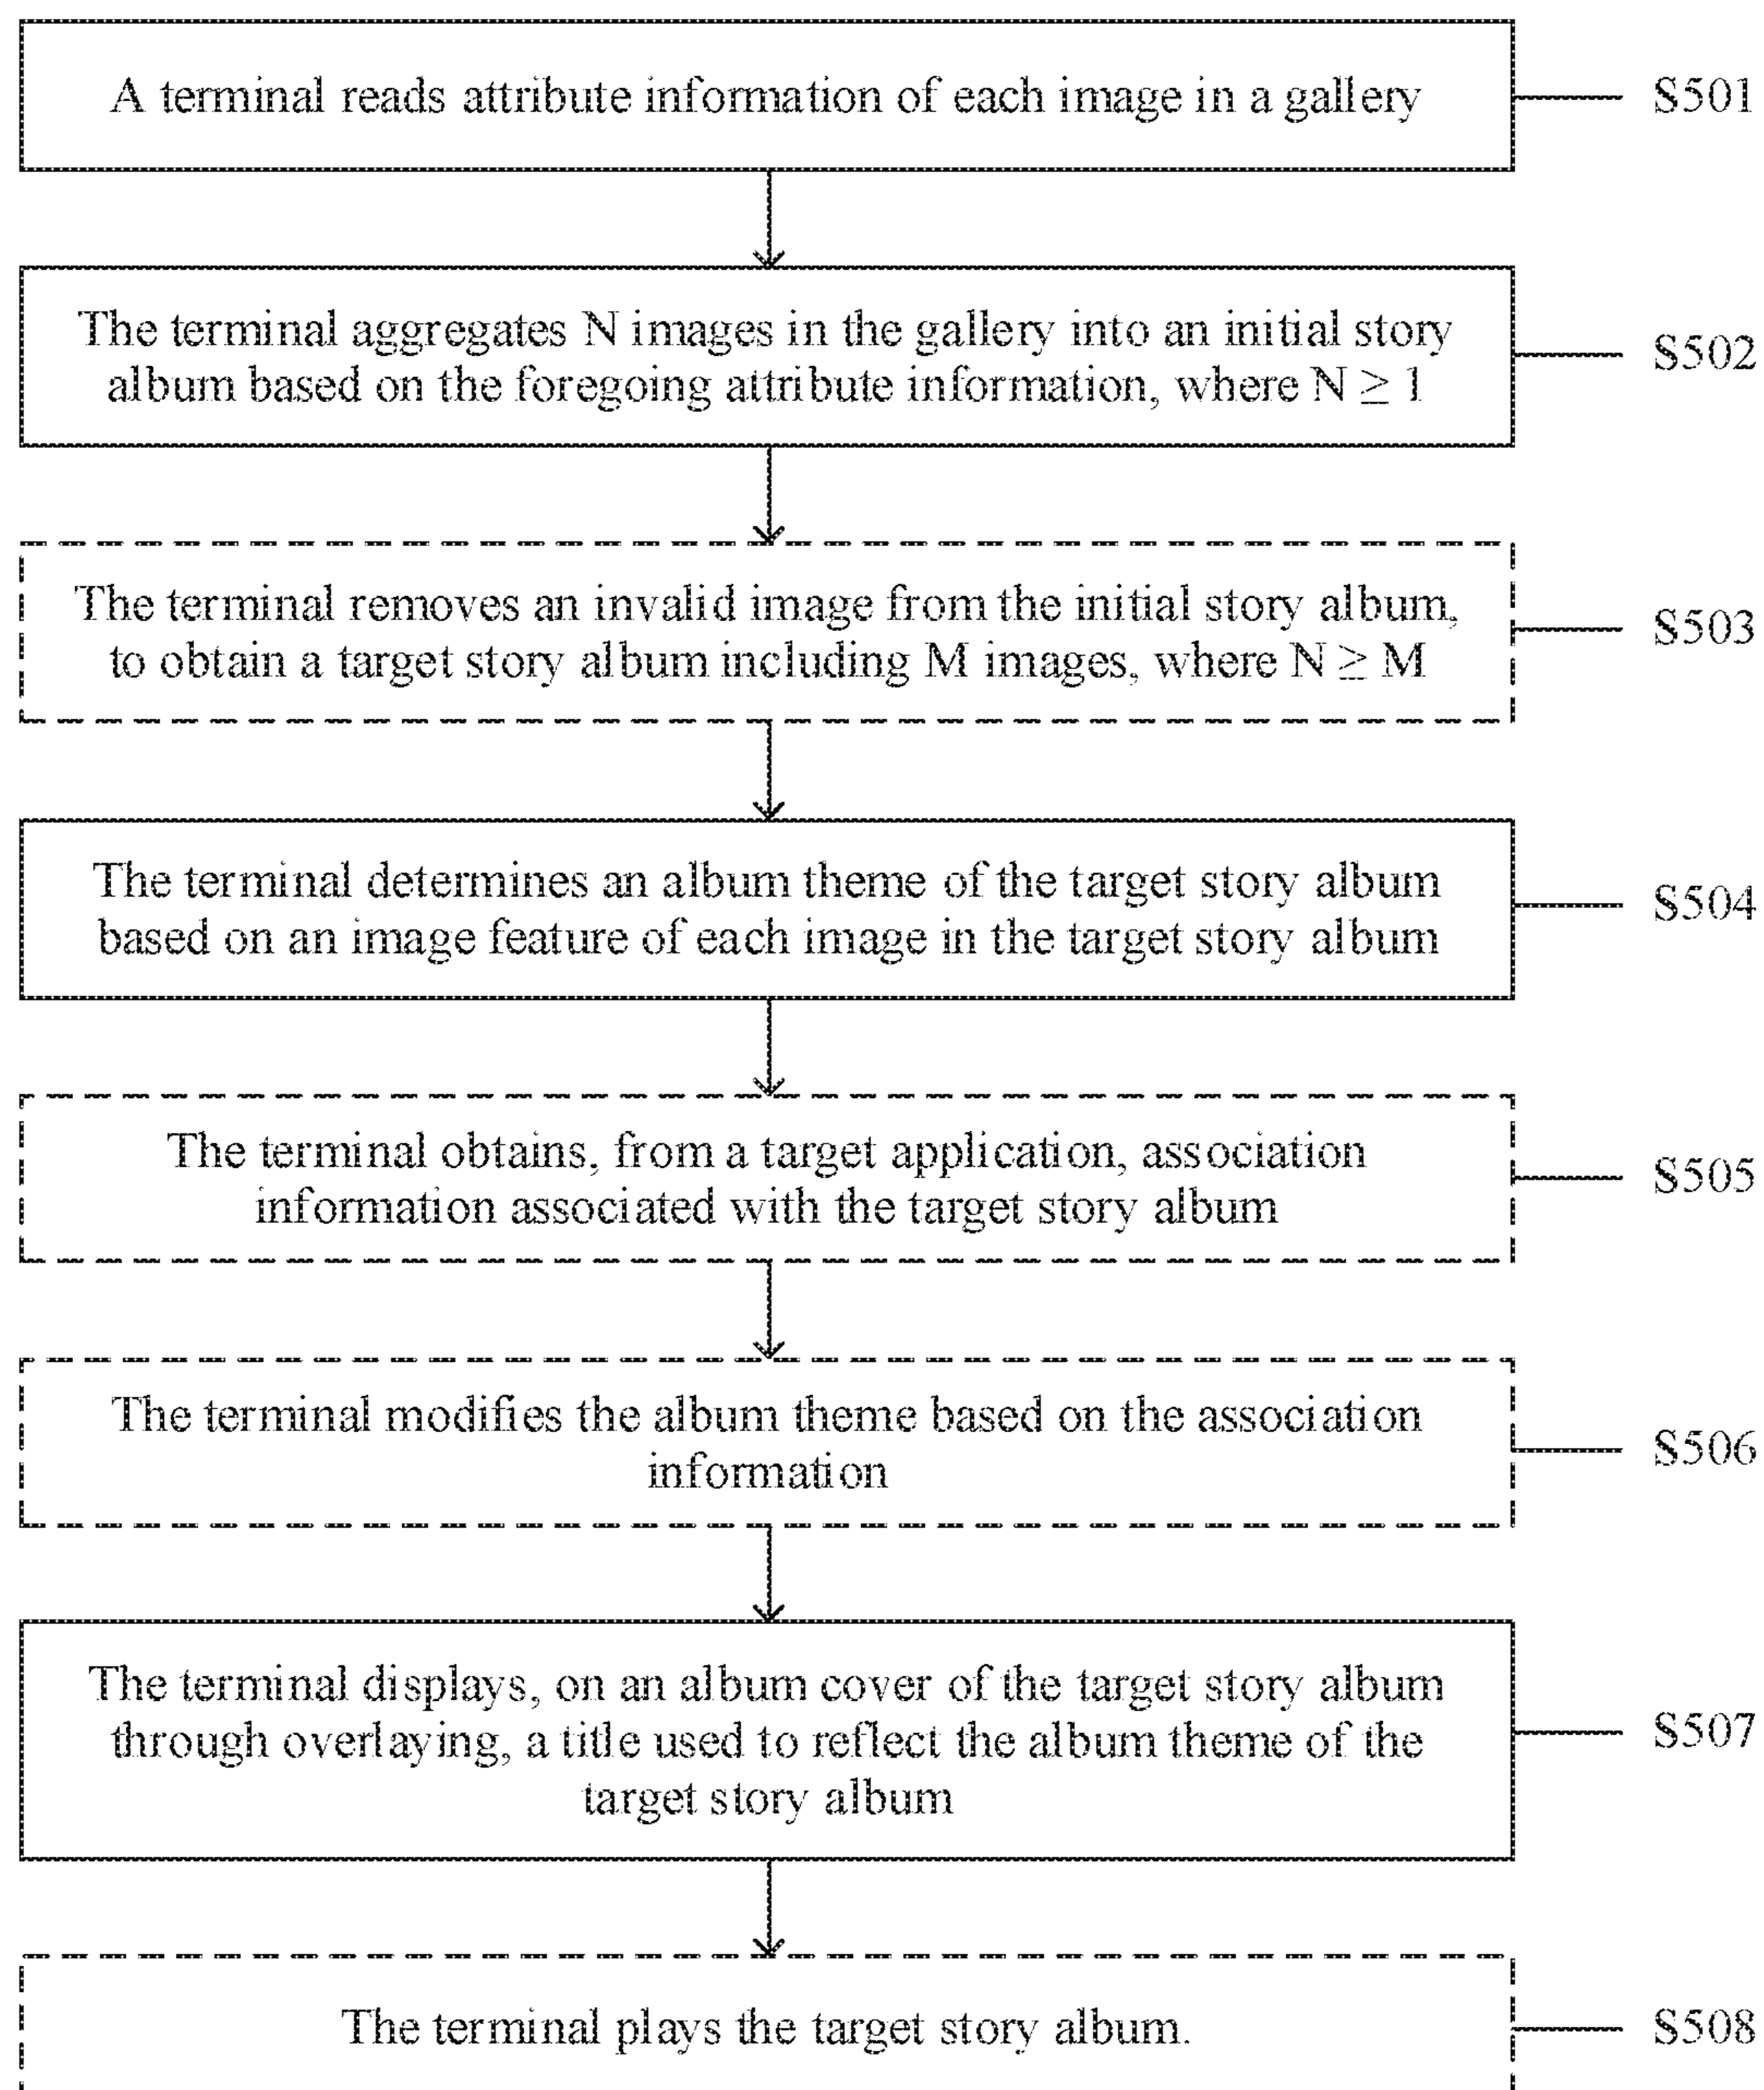 A terminal reads attribute information of each image in a gallery
S501
The terminal aggregates N images in the gallery into an initial story
album based on the foregoing attribute information, where N ≥ 1
S502
The terminal removes an invalid image from the initial story album,
to obtain a target story album including M images, where N ≥ M
S503
The terminal determines an album theme of the target story album
based on an image feature of each image in the target story album
S504
The terminal obtains, from a target application, association
information associated with the target story album
S505
The terminal modifies the album theme based on the association
information
S506
The terminal displays, on an album cover of the target story album
through overlaying, a title used to reflect the album theme of the
target story album
S507
The terminal plays the target story album.
S508